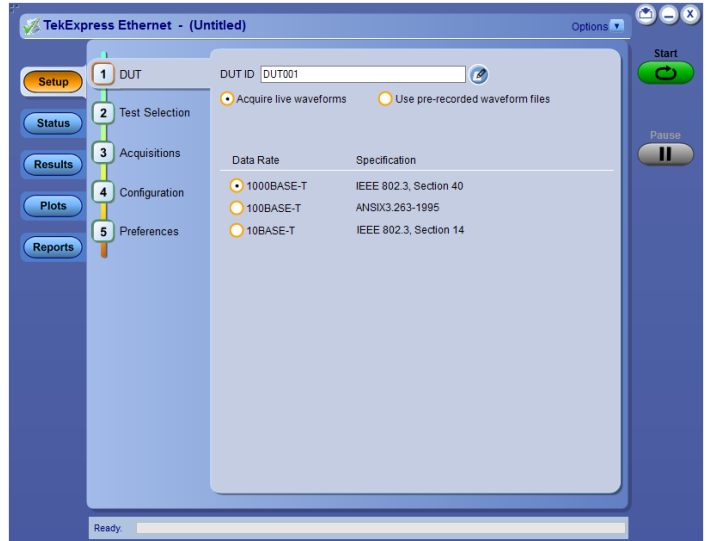 TekExpress Ethernet - (Untitled)
Options
Start
Setup
Status
Results
Plots
Reports
1 DUT
2 Test Selection
3 Acquisitions
4 Configuration
5 Preferences
DUT ID DUT001
Acquire live waveforms Use pre-recorded waveform files
Data Rate Specification
1000BASE-T IEEE 802.3, Section 40
100BASE-T ANSIX3.263-1995
10BASE-T IEEE 802.3, Section 14
Pause
Ready.